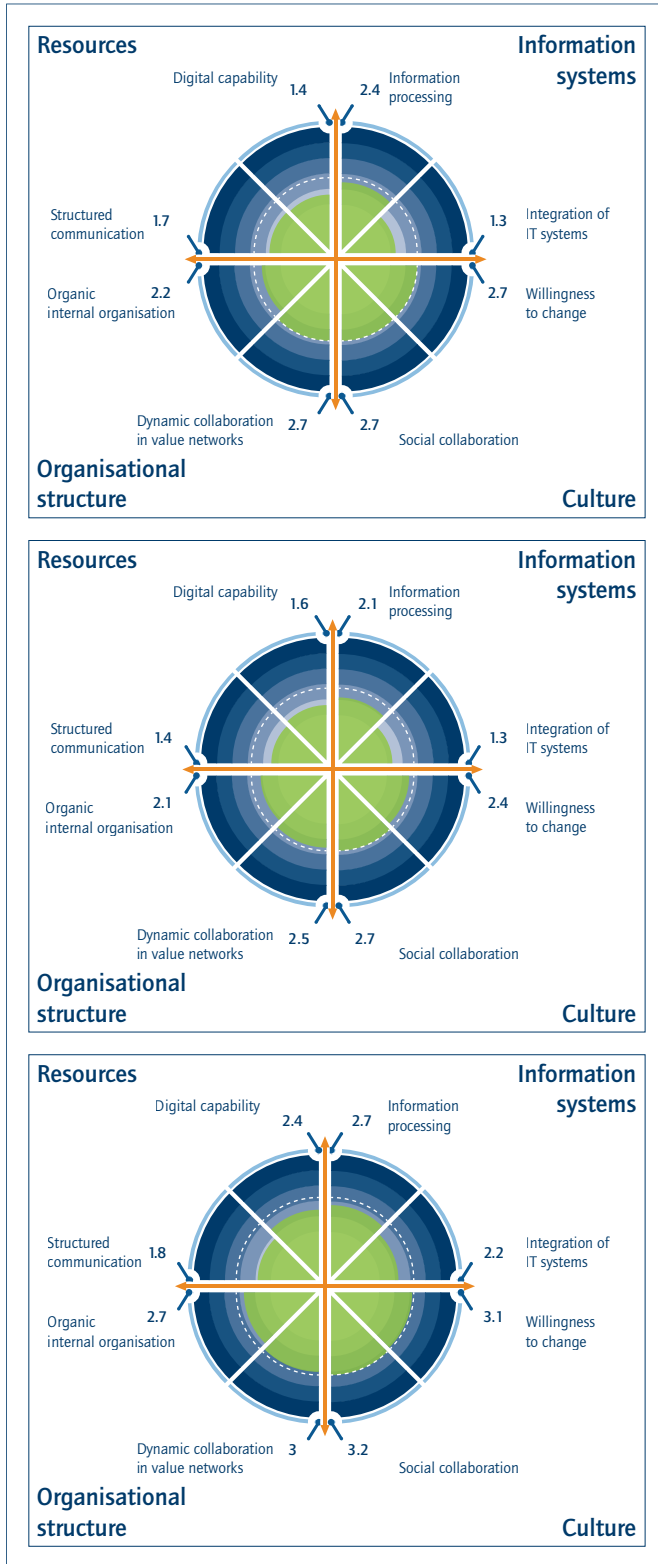 Resources
Information
systems
Digital capability
1.4
2.4
Information
processing
Structured
communication
1.7
1.3
Integration of
IT systems
Organic
internal organisation
2.2
2.7
Willingness
to change
Dynamic collaboration
in value networks
2.7
2.7
Social collaboration
Organisational
structure
Culture
Resources
Information
systems
Digital capability
1.6
2.1
Information
processing
Structured
communication
1.4
1.3
Integration of
IT systems
Organic
internal organisation
2.1
2.4
Willingness
to change
Dynamic collaboration
in value networks
2.5
2.7
Social collaboration
Organisational
structure
Culture
Resources
Information
systems
Digital capability
2.4
2.7
Information
processing
Structured
communication
1.8
2.2
Integration of
IT systems
Organic
internal organisation
2.7
3.1
Willingness
to change
Dynamic collaboration
in value networks
3
3.2
Social collaboration
Organisational
structure
Culture